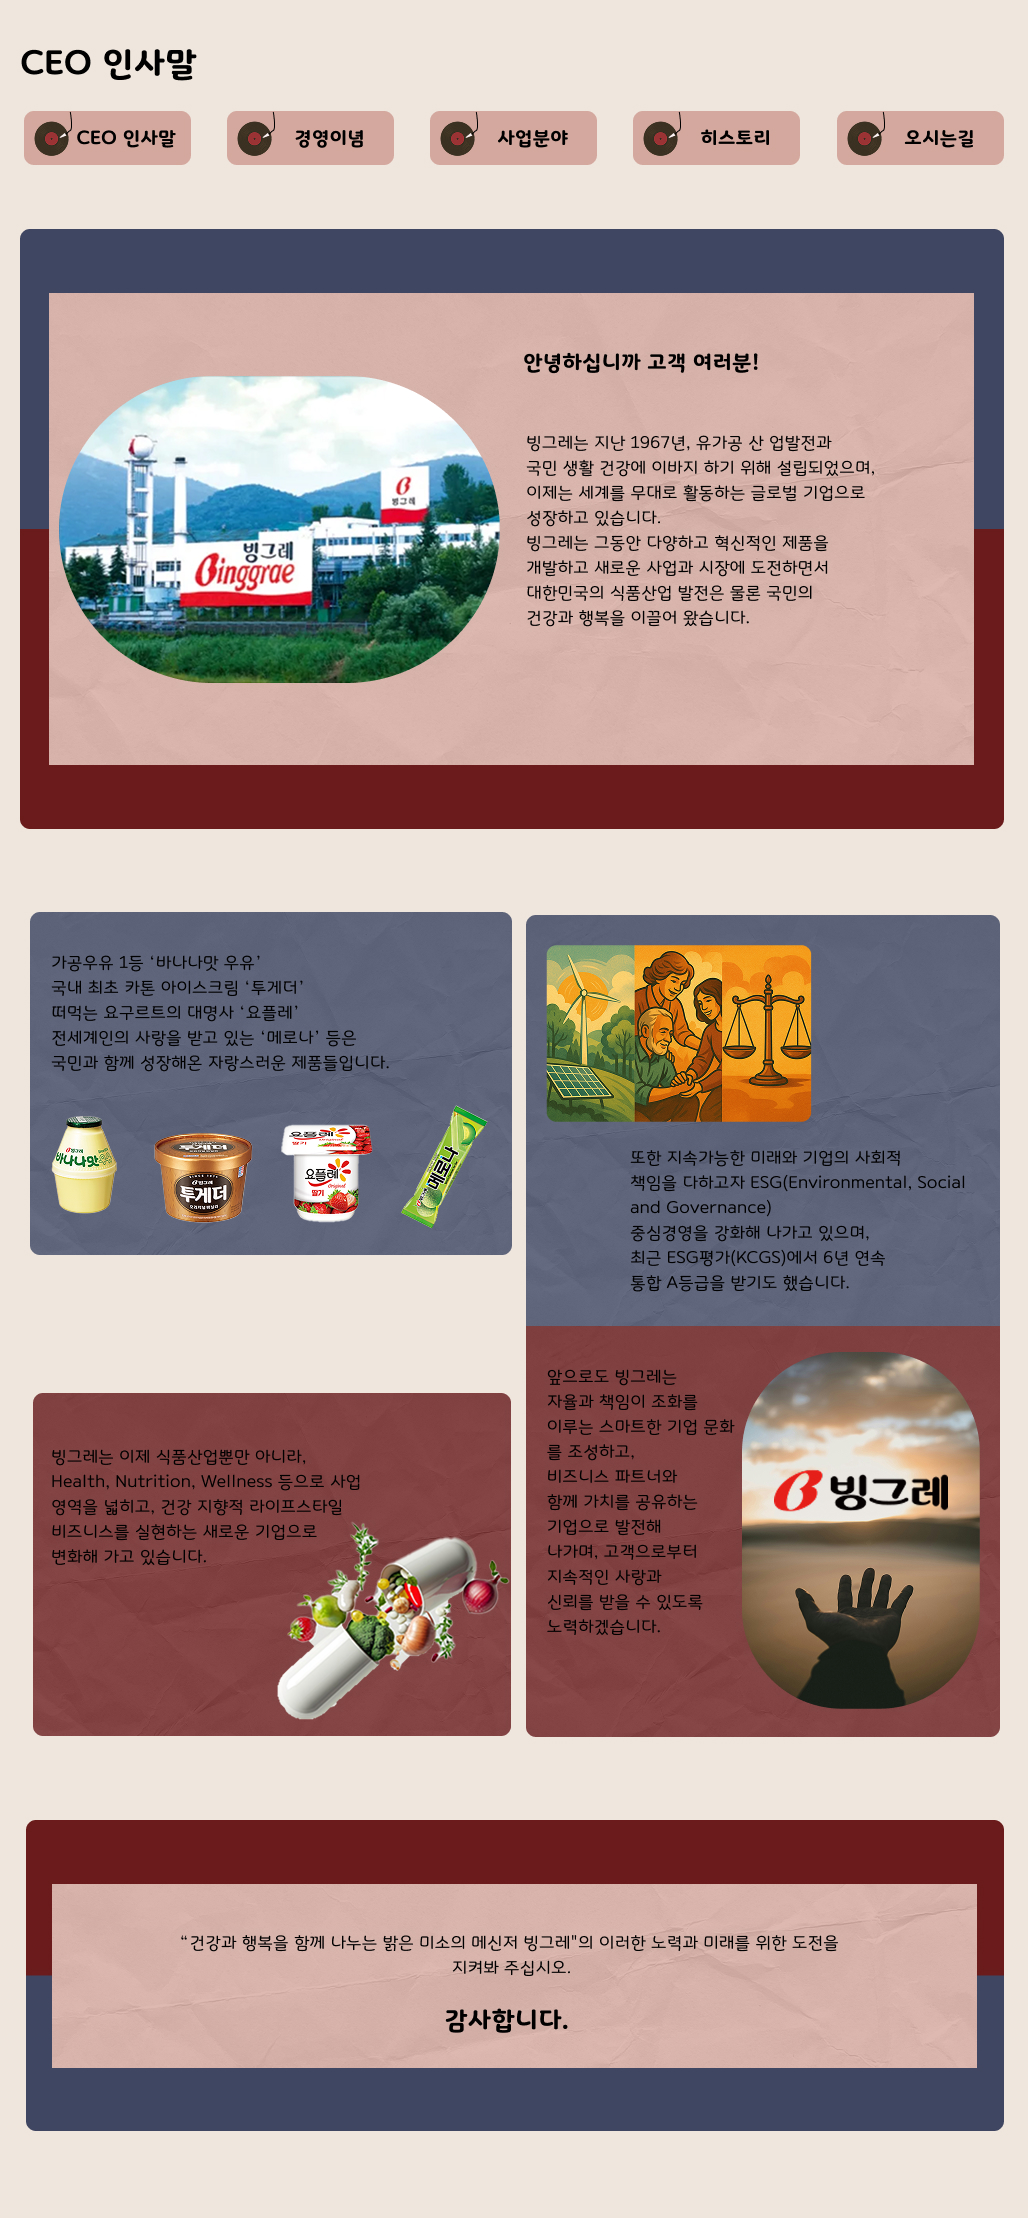 CEO 인사말
CEO 인사말
경영이념
사업분야
히스토리
오시는길
안녕하십니까 고객 여러분!
빙그레는 지난 1967년, 유가공 산 업발전과
국민 생활 건강에 이바지 하기 위해 설립되었으며,
이제는 세계를 무대로 활동하는 글로벌 기업으로
성장하고 있습니다.
빙그레는 그동안 다양하고 혁신적인 제품을
개발하고 새로운 사업과 시장에 도전하면서
대한민국의 식품산업 발전은 물론 국민의
건강과 행복을 이끌어 왔습니다.
빙그레
빙그레
Binggrae
가공우유 1등 ‘바나나맛 우유’
국내 최초 카톤 아이스크림 ‘투게더’
떠먹는 요구르트의 대명사 ‘요플레’
전세계인의 사랑을 받고 있는 ‘메로나’ 등은
국민과 함께 성장해온 자랑스러운 제품들입니다.
빙그레
바나나맛우유
투게더
SINCE 1974
빙그레
투게더
요플레
딸기
요플레
Original
딸기
메로나
또한 지속가능한 미래와 기업의 사회적
책임을 다하고자 ESG(Environmental, Social
and Governance)
중심경영을 강화해 나가고 있으며,
최근 ESG평가(KCGS)에서 6년 연속
통합 A등급을 받기도 했습니다.
빙그레는 이제 식품산업뿐만 아니라,
Health, Nutrition, Wellness 등으로 사업
영역을 넓히고, 건강 지향적 라이프스타일
비즈니스를 실현하는 새로운 기업으로
변화해 가고 있습니다.
앞으로도 빙그레는
자율과 책임이 조화를
이루는 스마트한 기업 문화
를 조성하고,
비즈니스 파트너와
함께 가치를 공유하는
기업으로 발전해
나가며, 고객으로부터
지속적인 사랑과
신뢰를 받을 수 있도록
노력하겠습니다.
빙그레
“건강과 행복을 함께 나누는 밝은 미소의 메신저 빙그레"의 이러한 노력과 미래를 위한 도전을
지켜봐 주십시오.
감사합니다.